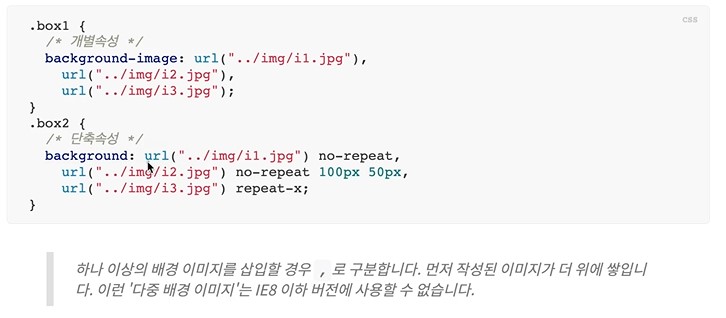 css
.box1 {
/* 개별속성 */
background-image: url("../img/i1.jpg"),
url("../img/i2.jpg"),
url("../img/i3.jpg");
}
.box2 {
/* 단축속성 */
background: url("../img/i1.jpg") no-repeat,
url("../img/i2.jpg") no-repeat 100px 50px,
url("../img/i3.jpg") repeat-x;
}
하나 이상의 배경 이미지를 삽입할 경우 , 로 구분합니다. 먼저 작성된 이미지가 더 위에 쌓입니
다. 이런 '다중 배경 이미지'는 IE8 이하 버전에 사용할 수 없습니다.